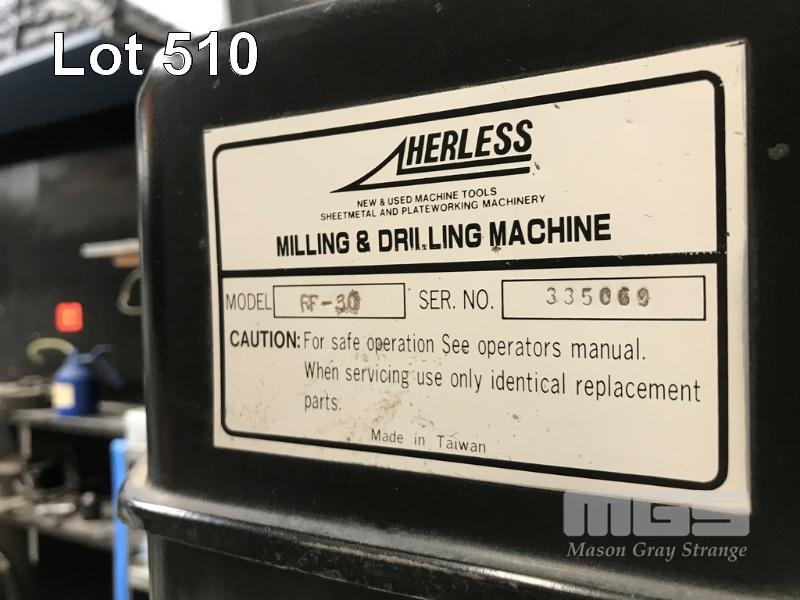 Lot 510
HERLESS
NEW & USED MACHINE TOOLS
SHEETMETAL AND PLATEWORKING MACHINERY
MILLING & DRILLING MACHINE
MODEL RF-30 SER. NO. 335069
CAUTION: For safe operation See operators manual.
When servicing use only identical replacement
parts.
Made in Taiwan
MGS
Mason Gray Strange